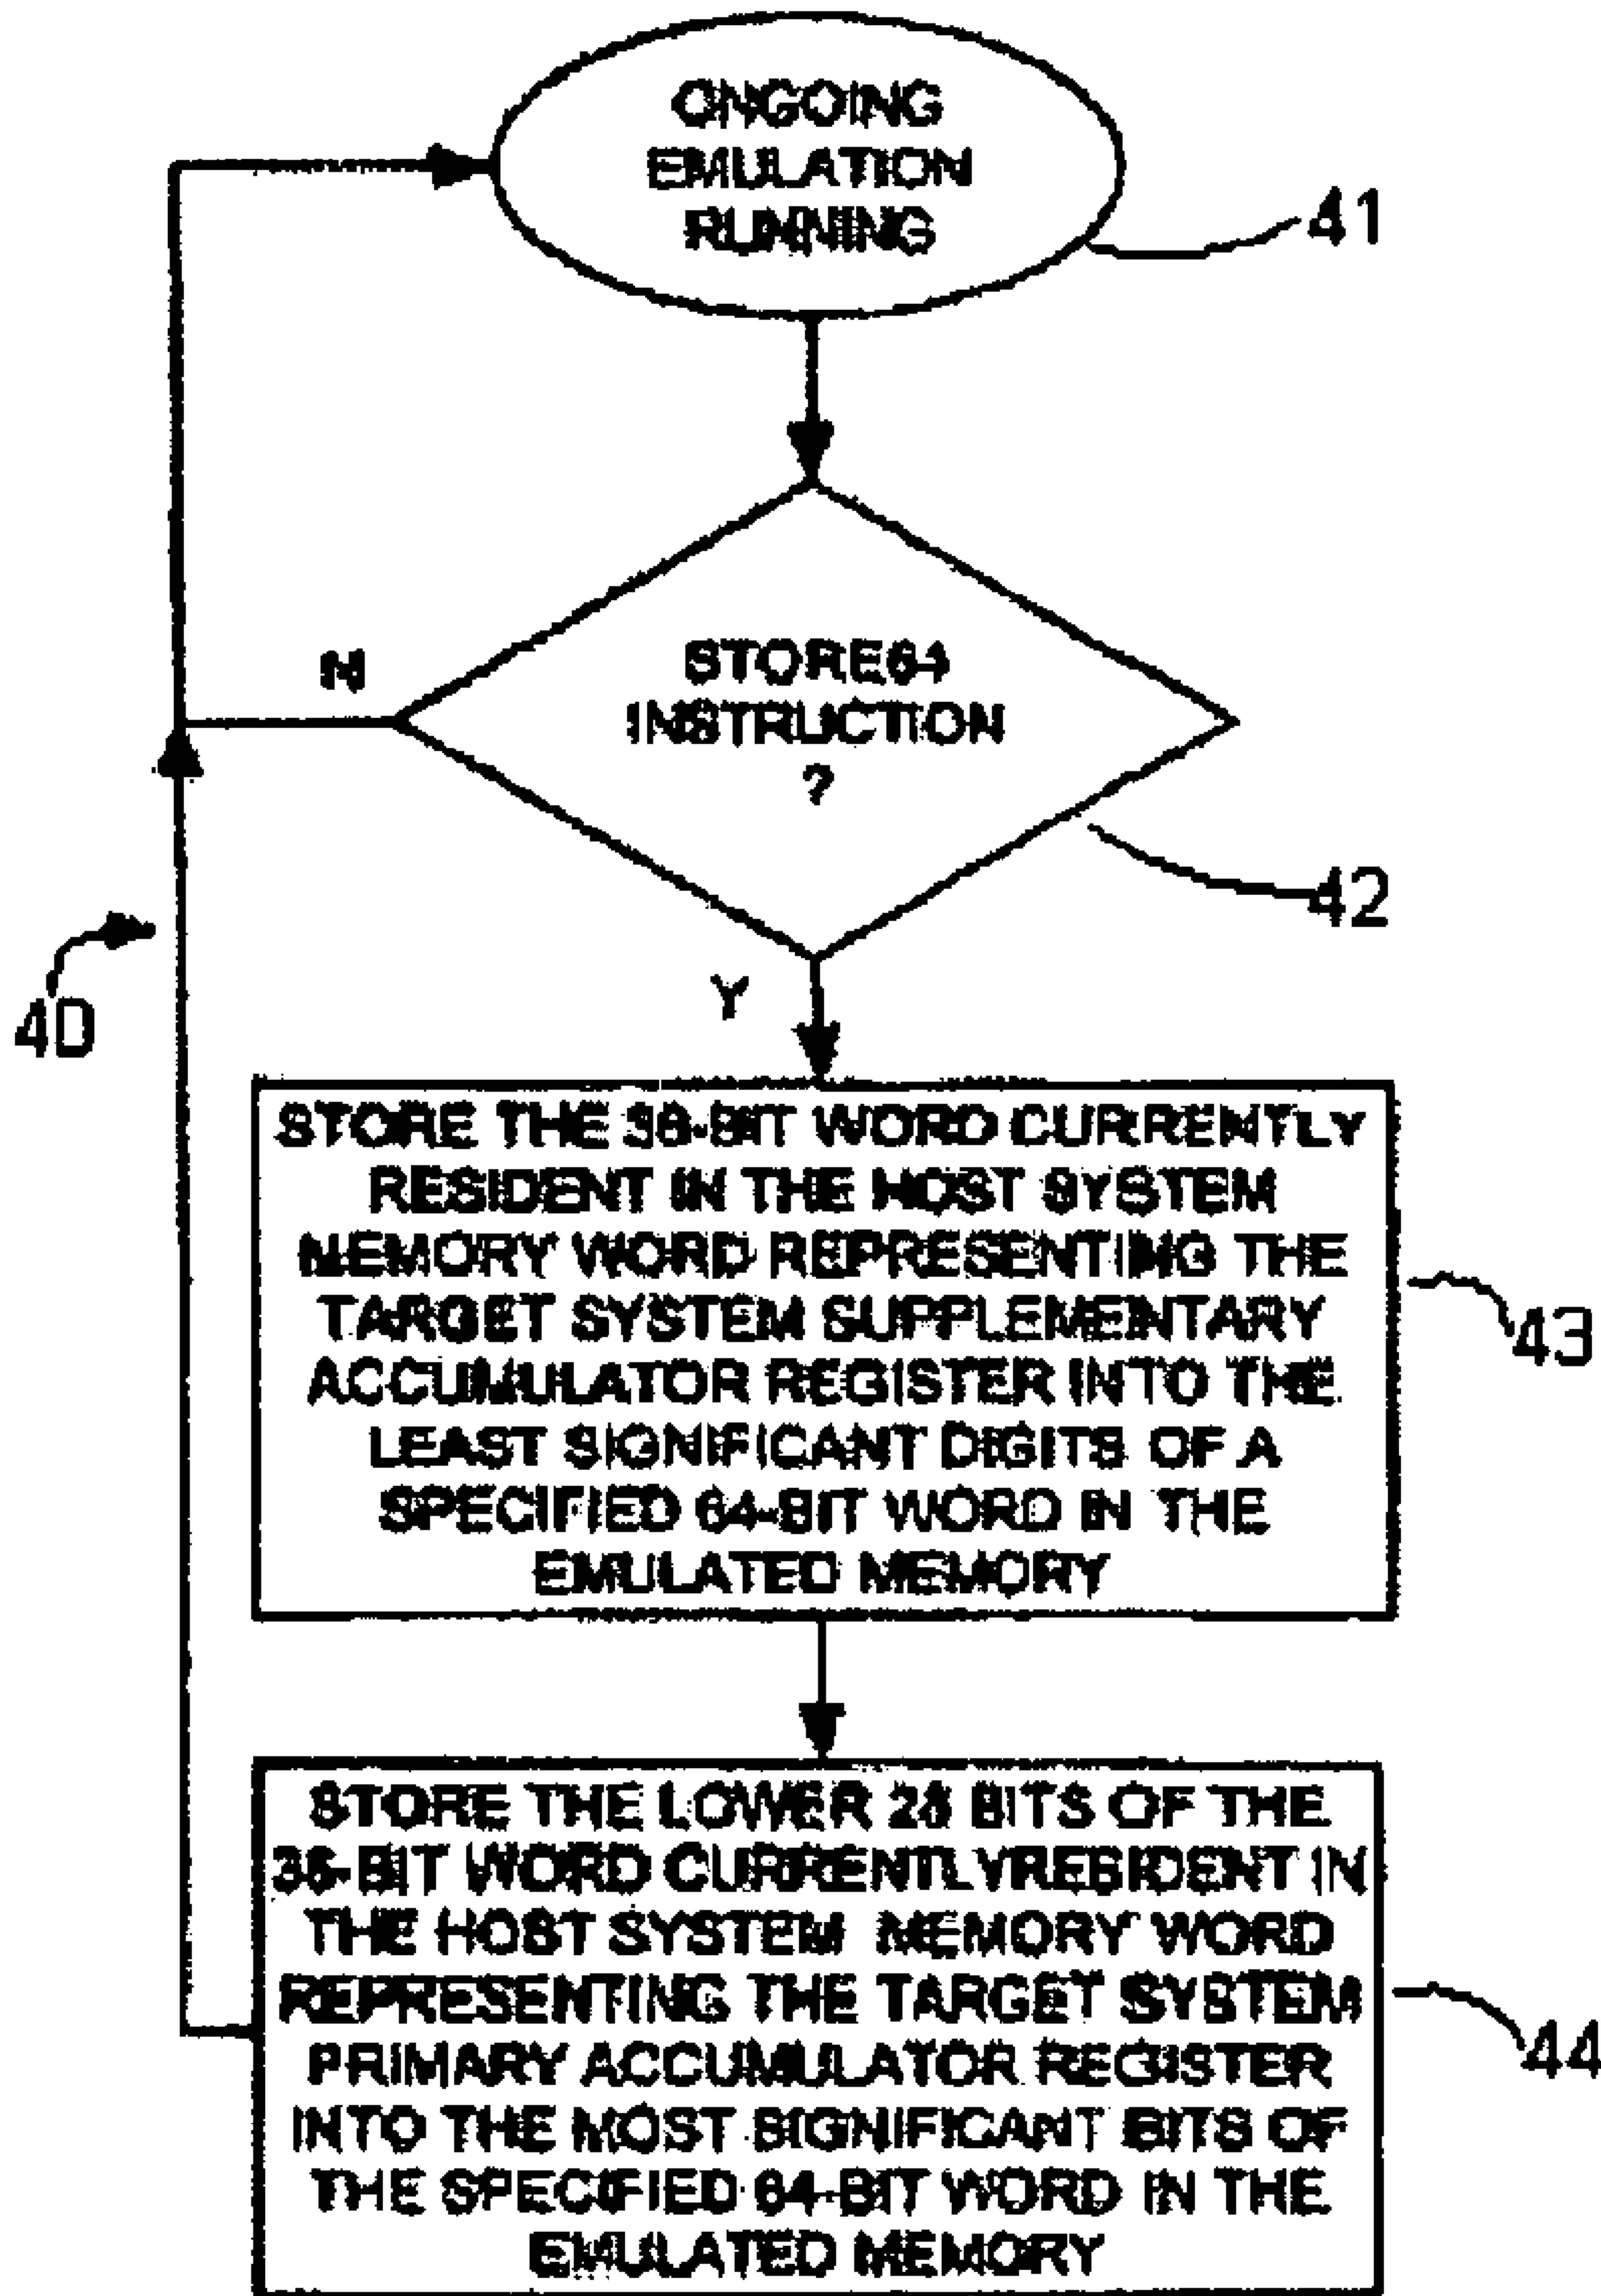 ONGOING
EMULATION
RUNNING
41
STORE64
INSTRUCTION
?
N
42
Y
40
STORE THE 36-BIT WORD CURRENTLY
RESIDENT IN THE HOST SYSTEM
MEMORY WORD REPRESENTING THE
TARGET SYSTEM SUPPLEMENTARY
ACCUMULATOR REGISTER INTO THE
LEAST SIGNIFICANT DIGITS OF A
SPECIFIED 64-BIT WORD IN THE
EMULATED MEMORY
43
STORE THE LOWER 28 BITS OF THE
36-BIT WORD CURRENTLY RESIDENT IN
THE HOST SYSTEM MEMORY WORD
REPRESENTING THE TARGET SYSTEM
PRIMARY ACCUMULATOR REGISTER
INTO THE MOST SIGNIFICANT BITS OF
THE SPECIFIED 64-BIT WORD IN THE
EMULATED MEMORY
44